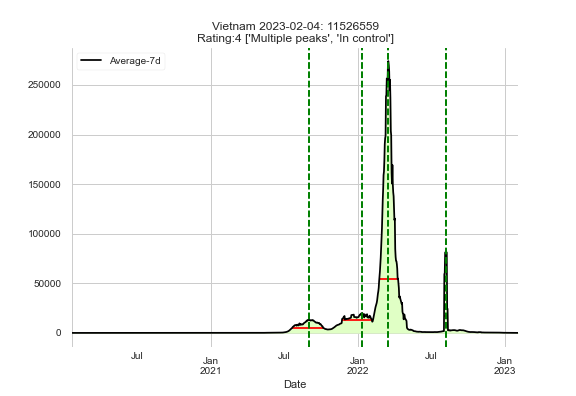 Vietnam 2023-02-04: 11526559
Rating:4 ['Multiple peaks', 'In control']
Average-7d
250000
200000
150000
100000
50000
0
Jul
Jan
2021
Jul
Jan
2022
Jul
Jan
2023
Date